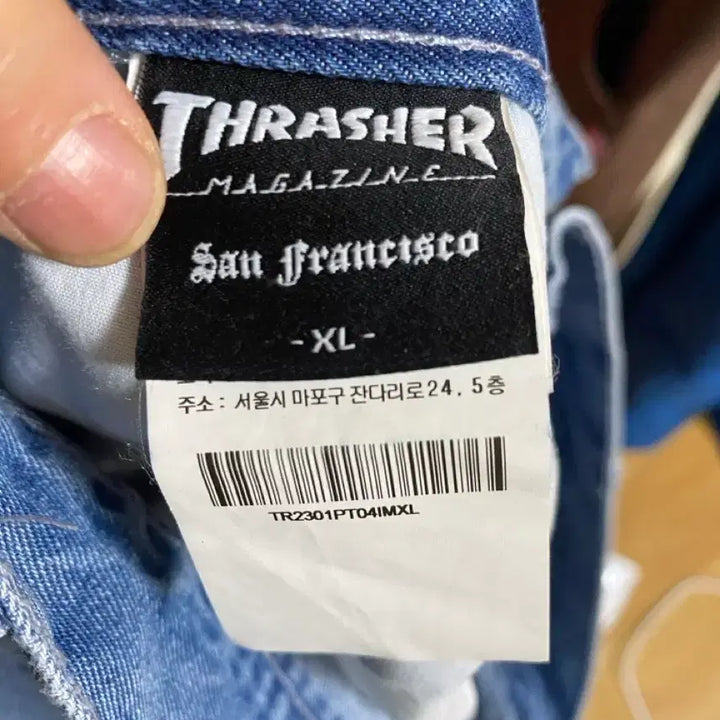 THRASHER
MAGAZINE
San Francisco
- XL -
주소 : 서울시 마포구 잔다리로24, 5층
TR2301PT04IMXL